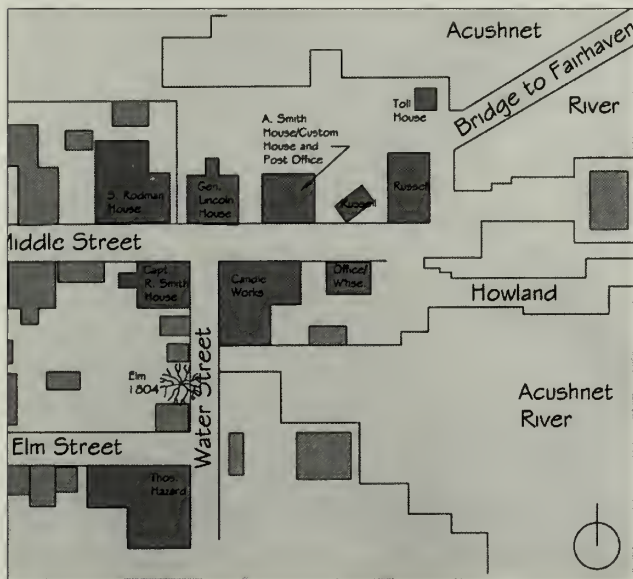 Acushnet
River
Bridge to Fairhaven
Toll
House
A. Smith
House/Custom
House and
Post Office
S. Rodman
House
Gen.
Lincoln
House
Russell
Russell
Middle Street
Capt.
R. Smith
House
Candle
Works
Office/
Whse.
Howland
Elm
1804
Water Street
Acushnet
River
Elm Street
Thos.
Hazard